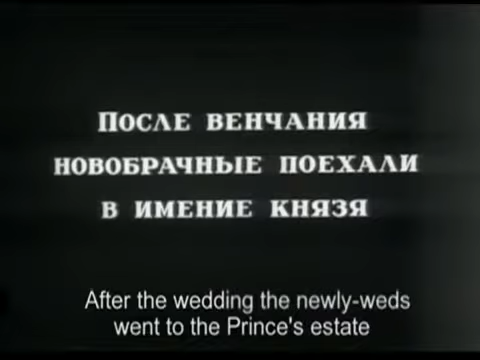 После венчания
новобрачные поехали
в имение князя
After the wedding the newly-weds
went to the Prince's estate